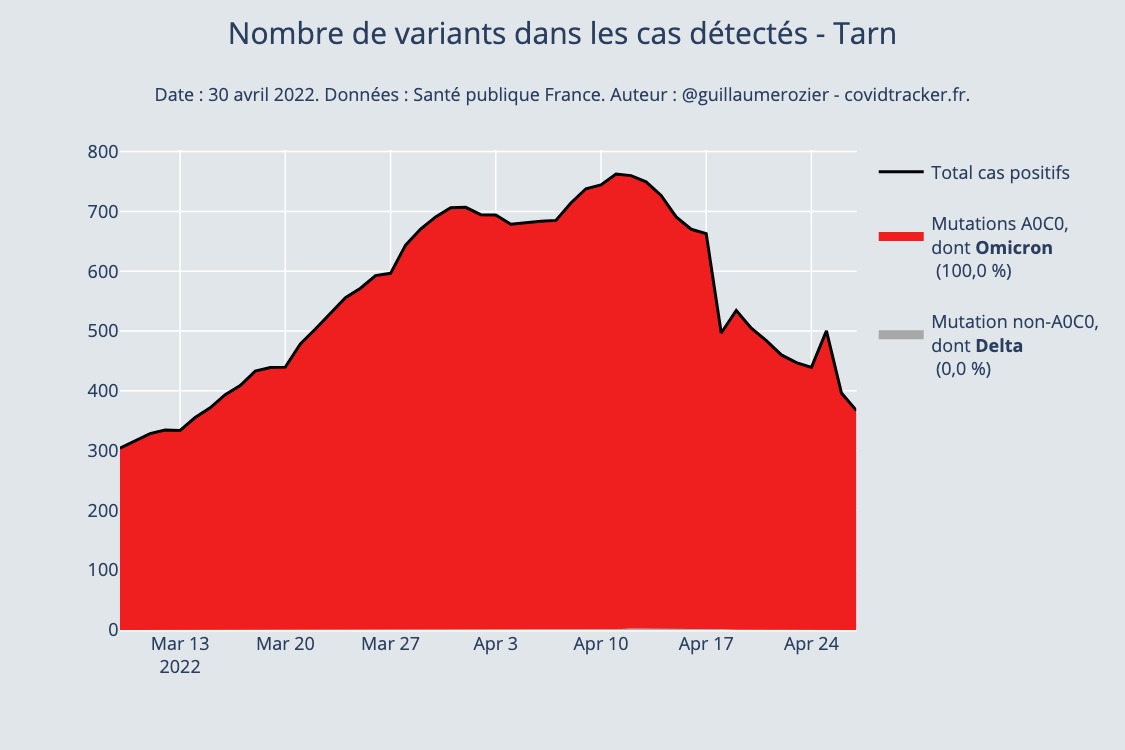 Nombre de variants dans les cas détectés - Tarn
Date : 30 avril 2022. Données : Santé publique France. Auteur : @guillaumerozier - covidtracker.fr.
800
700
600
500
400
300
200
100
0
Mar 13
2022
Mar 20
Mar 27
Apr 3
Apr 10
Apr 17
Apr 24
Total cas positifs
Mutations A0C0,
dont Omicron
(100,0 %)
Mutation non-A0C0,
dont Delta
(0,0 %)